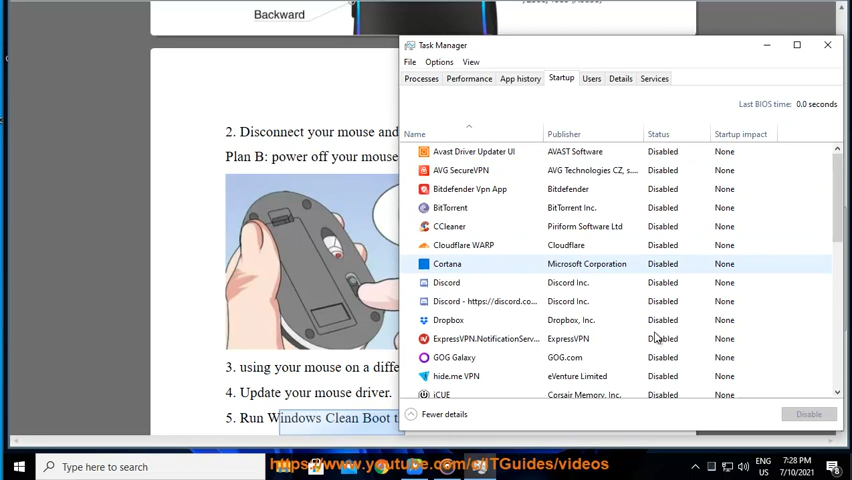 Backward
2. Disconnect your mouse and
Plan B: power off your mouse
3. using your mouse on a diffe
4. Update your mouse driver.
5. Run Windows Clean Boot t
Task Manager
File Options View
Processes Performance App history Startup Users Details Services
Last BIOS time: 0.0 seconds
Name Publisher Status Startup impact
Avast Driver Updater UI AVAST Software Disabled None
AVG SecureVPN AVG Technologies CZ, s.... Disabled None
Bitdefender Vpn App Bitdefender Disabled None
BitTorrent BitTorrent Inc. Disabled None
CCleaner Piriform Software Ltd Disabled None
Cloudflare WARP Cloudflare Disabled None
Cortana Microsoft Corporation Disabled None
Discord Discord Inc. Disabled None
Discord - https://discord.co... Discord Inc. Disabled None
Dropbox Dropbox, Inc. Disabled None
ExpressVPN.NotificationServ... ExpressVPN Disabled None
GOG Galaxy GOG.com Disabled None
hide.me VPN eVenture Limited Disabled None
iCUE Corsair Memory, Inc. Disabled None
Fewer details Disable
Type here to search
https://www.youtube.com/c/ITGuides/videos
ENG 7:28 PM
US 7/10/2021
8